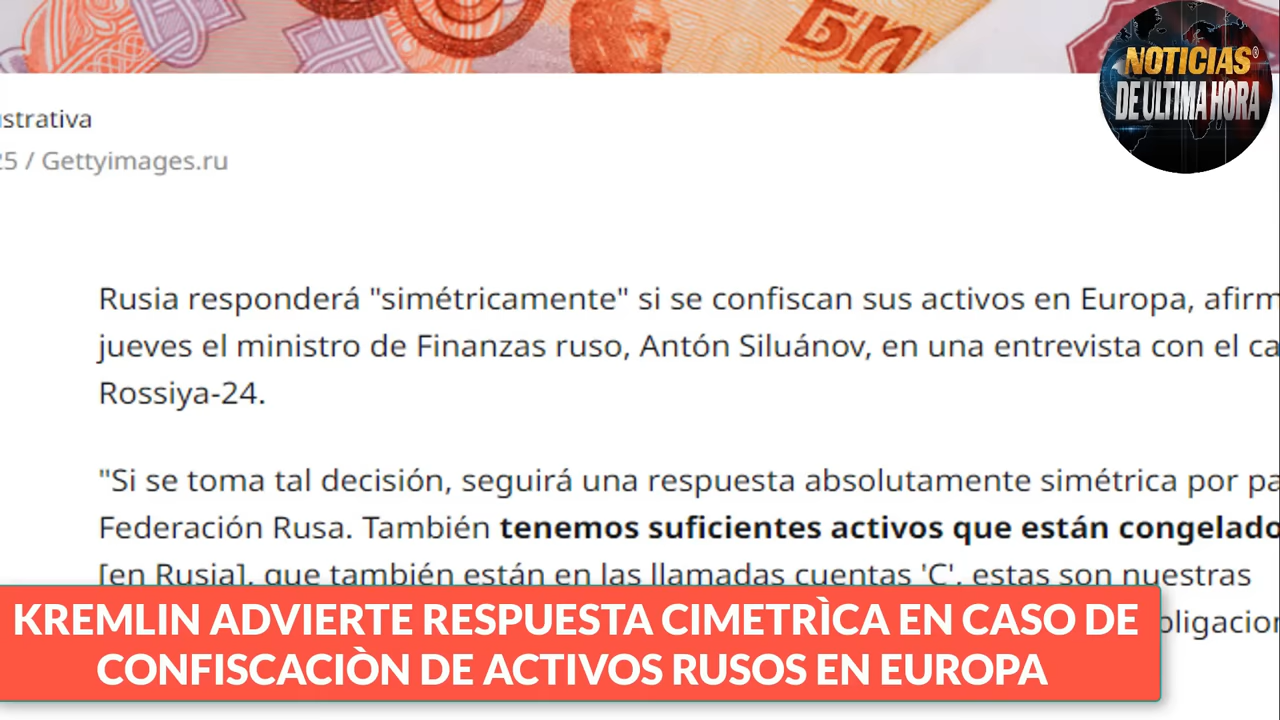 БИ
NOTICIAS®
DE ULTIMA HORA
strativa
25 / Gettyimages.ru
Rusia responderá "simétricamente" si se confiscan sus activos en Europa, afirm
jueves el ministro de Finanzas ruso, Antón Siluánov, en una entrevista con el ca
Rossiya-24.
"Si se toma tal decisión, seguirá una respuesta absolutamente simétrica por pa
Federación Rusa. También tenemos suficientes activos que están congelado
[en Rusia], que también están en las llamadas cuentas 'C', estas son nuestras
bligacion
KREMLIN ADVIERTE RESPUESTA CIMETRÌCA EN CASO DE
CONFISCACIÒN DE ACTIVOS RUSOS EN EUROPA